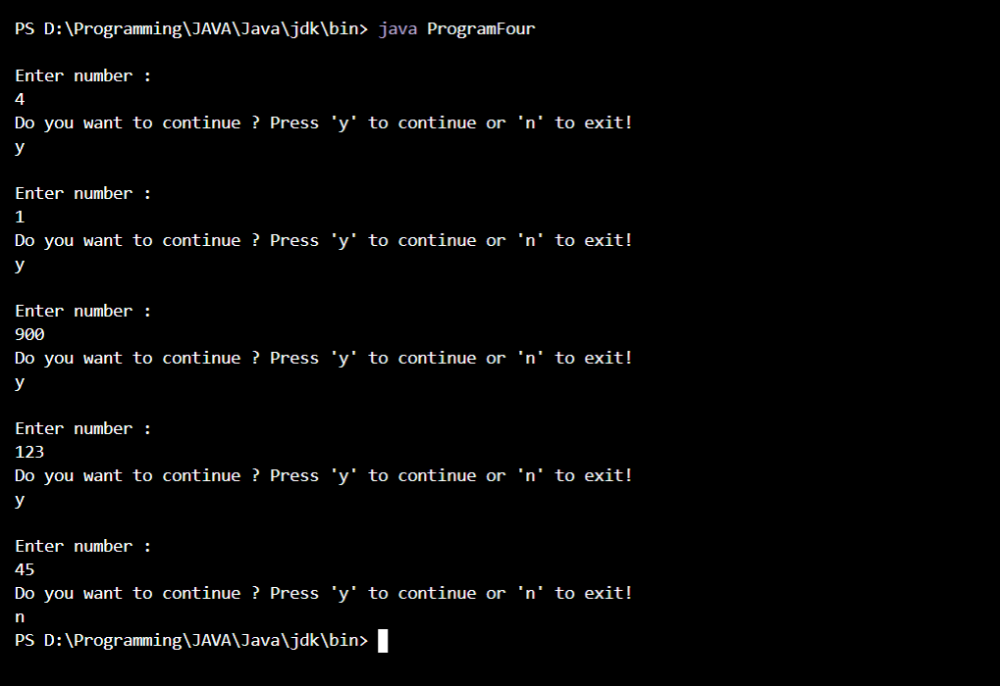 PS D:\Programming\JAVA\Java\jdk\bin> java ProgramFour
Enter number :
4
Do you want to continue ? Press 'y' to continue or 'n' to exit!
y
Enter number :
1
Do you want to continue ? Press 'y' to continue or 'n' to exit!
y
Enter number :
900
Do you want to continue ? Press 'y' to continue or 'n' to exit!
y
Enter number :
123
Do you want to continue ? Press 'y' to continue or 'n' to exit!
y
Enter number :
45
Do you want to continue ? Press 'y' to continue or 'n' to exit!
n
PS D:\Programming\JAVA\Java\jdk\bin>